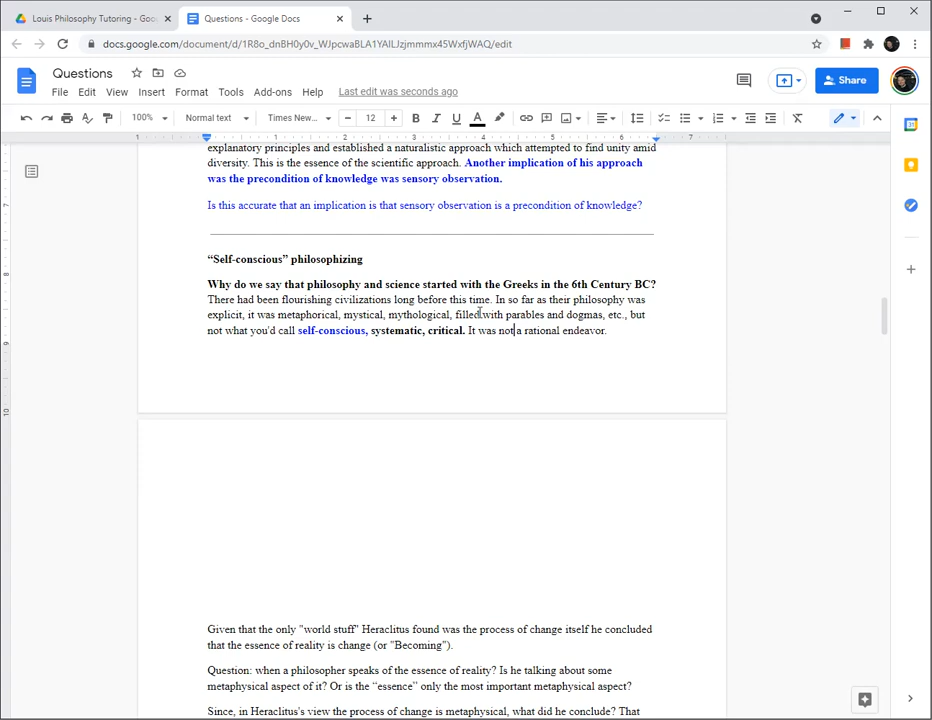 Louis Philosophy Tutoring - Goo
Questions - Google Docs
docs.google.com/document/d/1R8o_dnBH0y0v_WJpcwaBLA1YAlLJzjmmmx45WxfjWAQ/edit
Questions
Share
File Edit View Insert Format Tools Add-ons Help Last edit was seconds ago
100% Normal text Times New... 12
1 1 2 3 4 5 6 7
explanatory principles and established a naturalistic approach which attempted to find unity amid
diversity. This is the essence of the scientific approach. Another implication of his approach
was the precondition of knowledge was sensory observation.
Is this accurate that an implication is that sensory observation is a precondition of knowledge?
“Self-conscious” philosophizing
Why do we say that philosophy and science started with the Greeks in the 6th Century BC?
There had been flourishing civilizations long before this time. In so far as their philosophy was
explicit, it was metaphorical, mystical, mythological, filled with parables and dogmas, etc., but
not what you'd call self-conscious, systematic, critical. It was not a rational endeavor.
Given that the only "world stuff" Heraclitus found was the process of change itself he concluded
that the essence of reality is change (or "Becoming").
Question: when a philosopher speaks of the essence of reality? Is he talking about some
metaphysical aspect of it? Or is the “essence” only the most important metaphysical aspect?
Since, in Heraclitus's view the process of change is metaphysical, what did he conclude? That